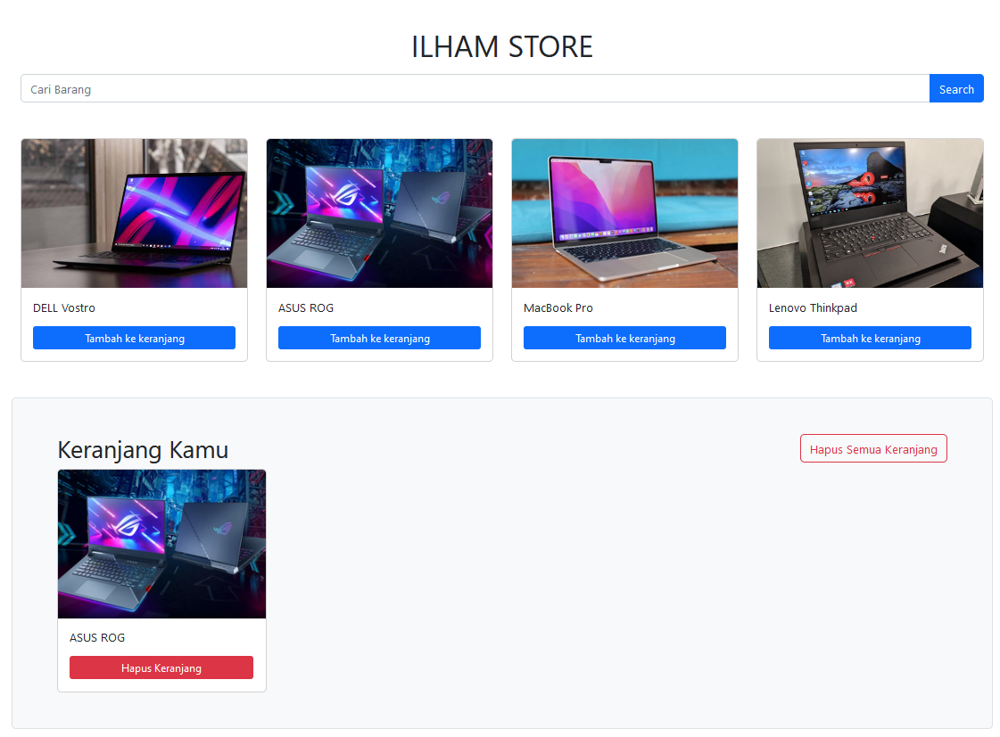 ILHAM STORE
Cari Barang
Search
DELL Vostro
ASUS ROG
MacBook Pro
Lenovo Thinkpad
Tambah ke keranjang
Tambah ke keranjang
Tambah ke keranjang
Tambah ke keranjang
Keranjang Kamu
Hapus Semua Keranjang
ASUS ROG
Hapus Keranjang